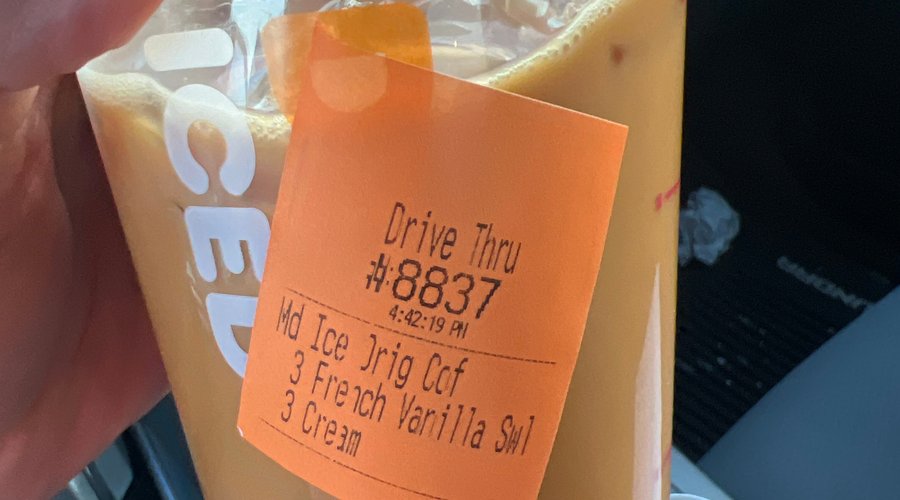 ICED
Drive Thru
#8837
4:42:19 PM
Md Ice Orig Cof
3 French Vanilla Swl
3 Cream